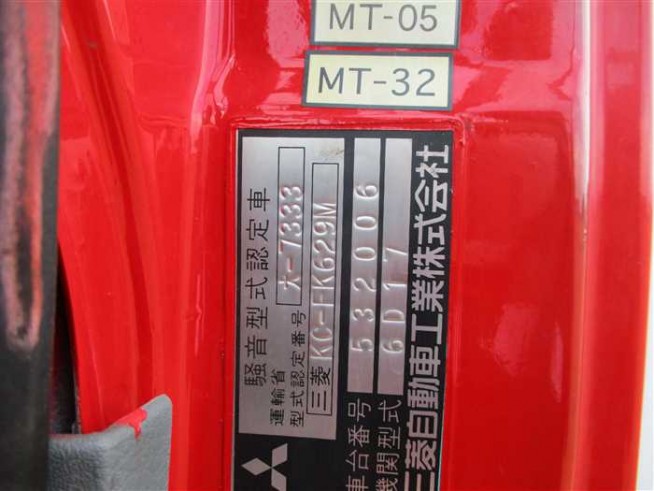 MT-05
MT-32
騒音型式認定車
運輸省
型式認定番号 大-7333
三菱 KC-FK629M
車台番号 532006
機関型式 6D17
三菱自動車工業株式会社